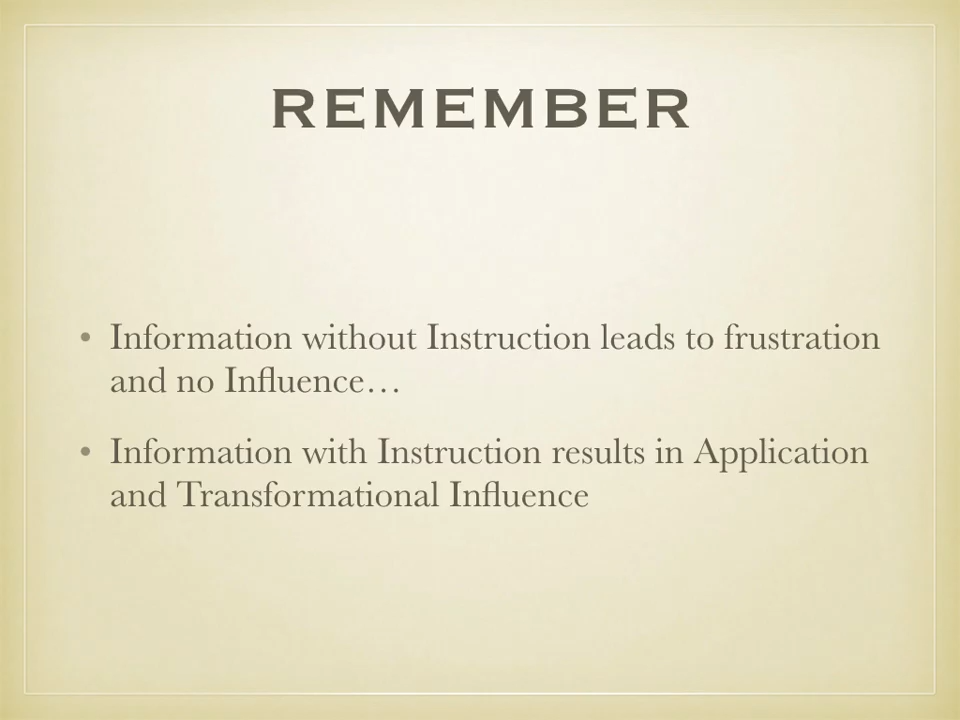 REMEMBER
• Information without Instruction leads to frustration
and no Influence…
• Information with Instruction results in Application
and Transformational Influence